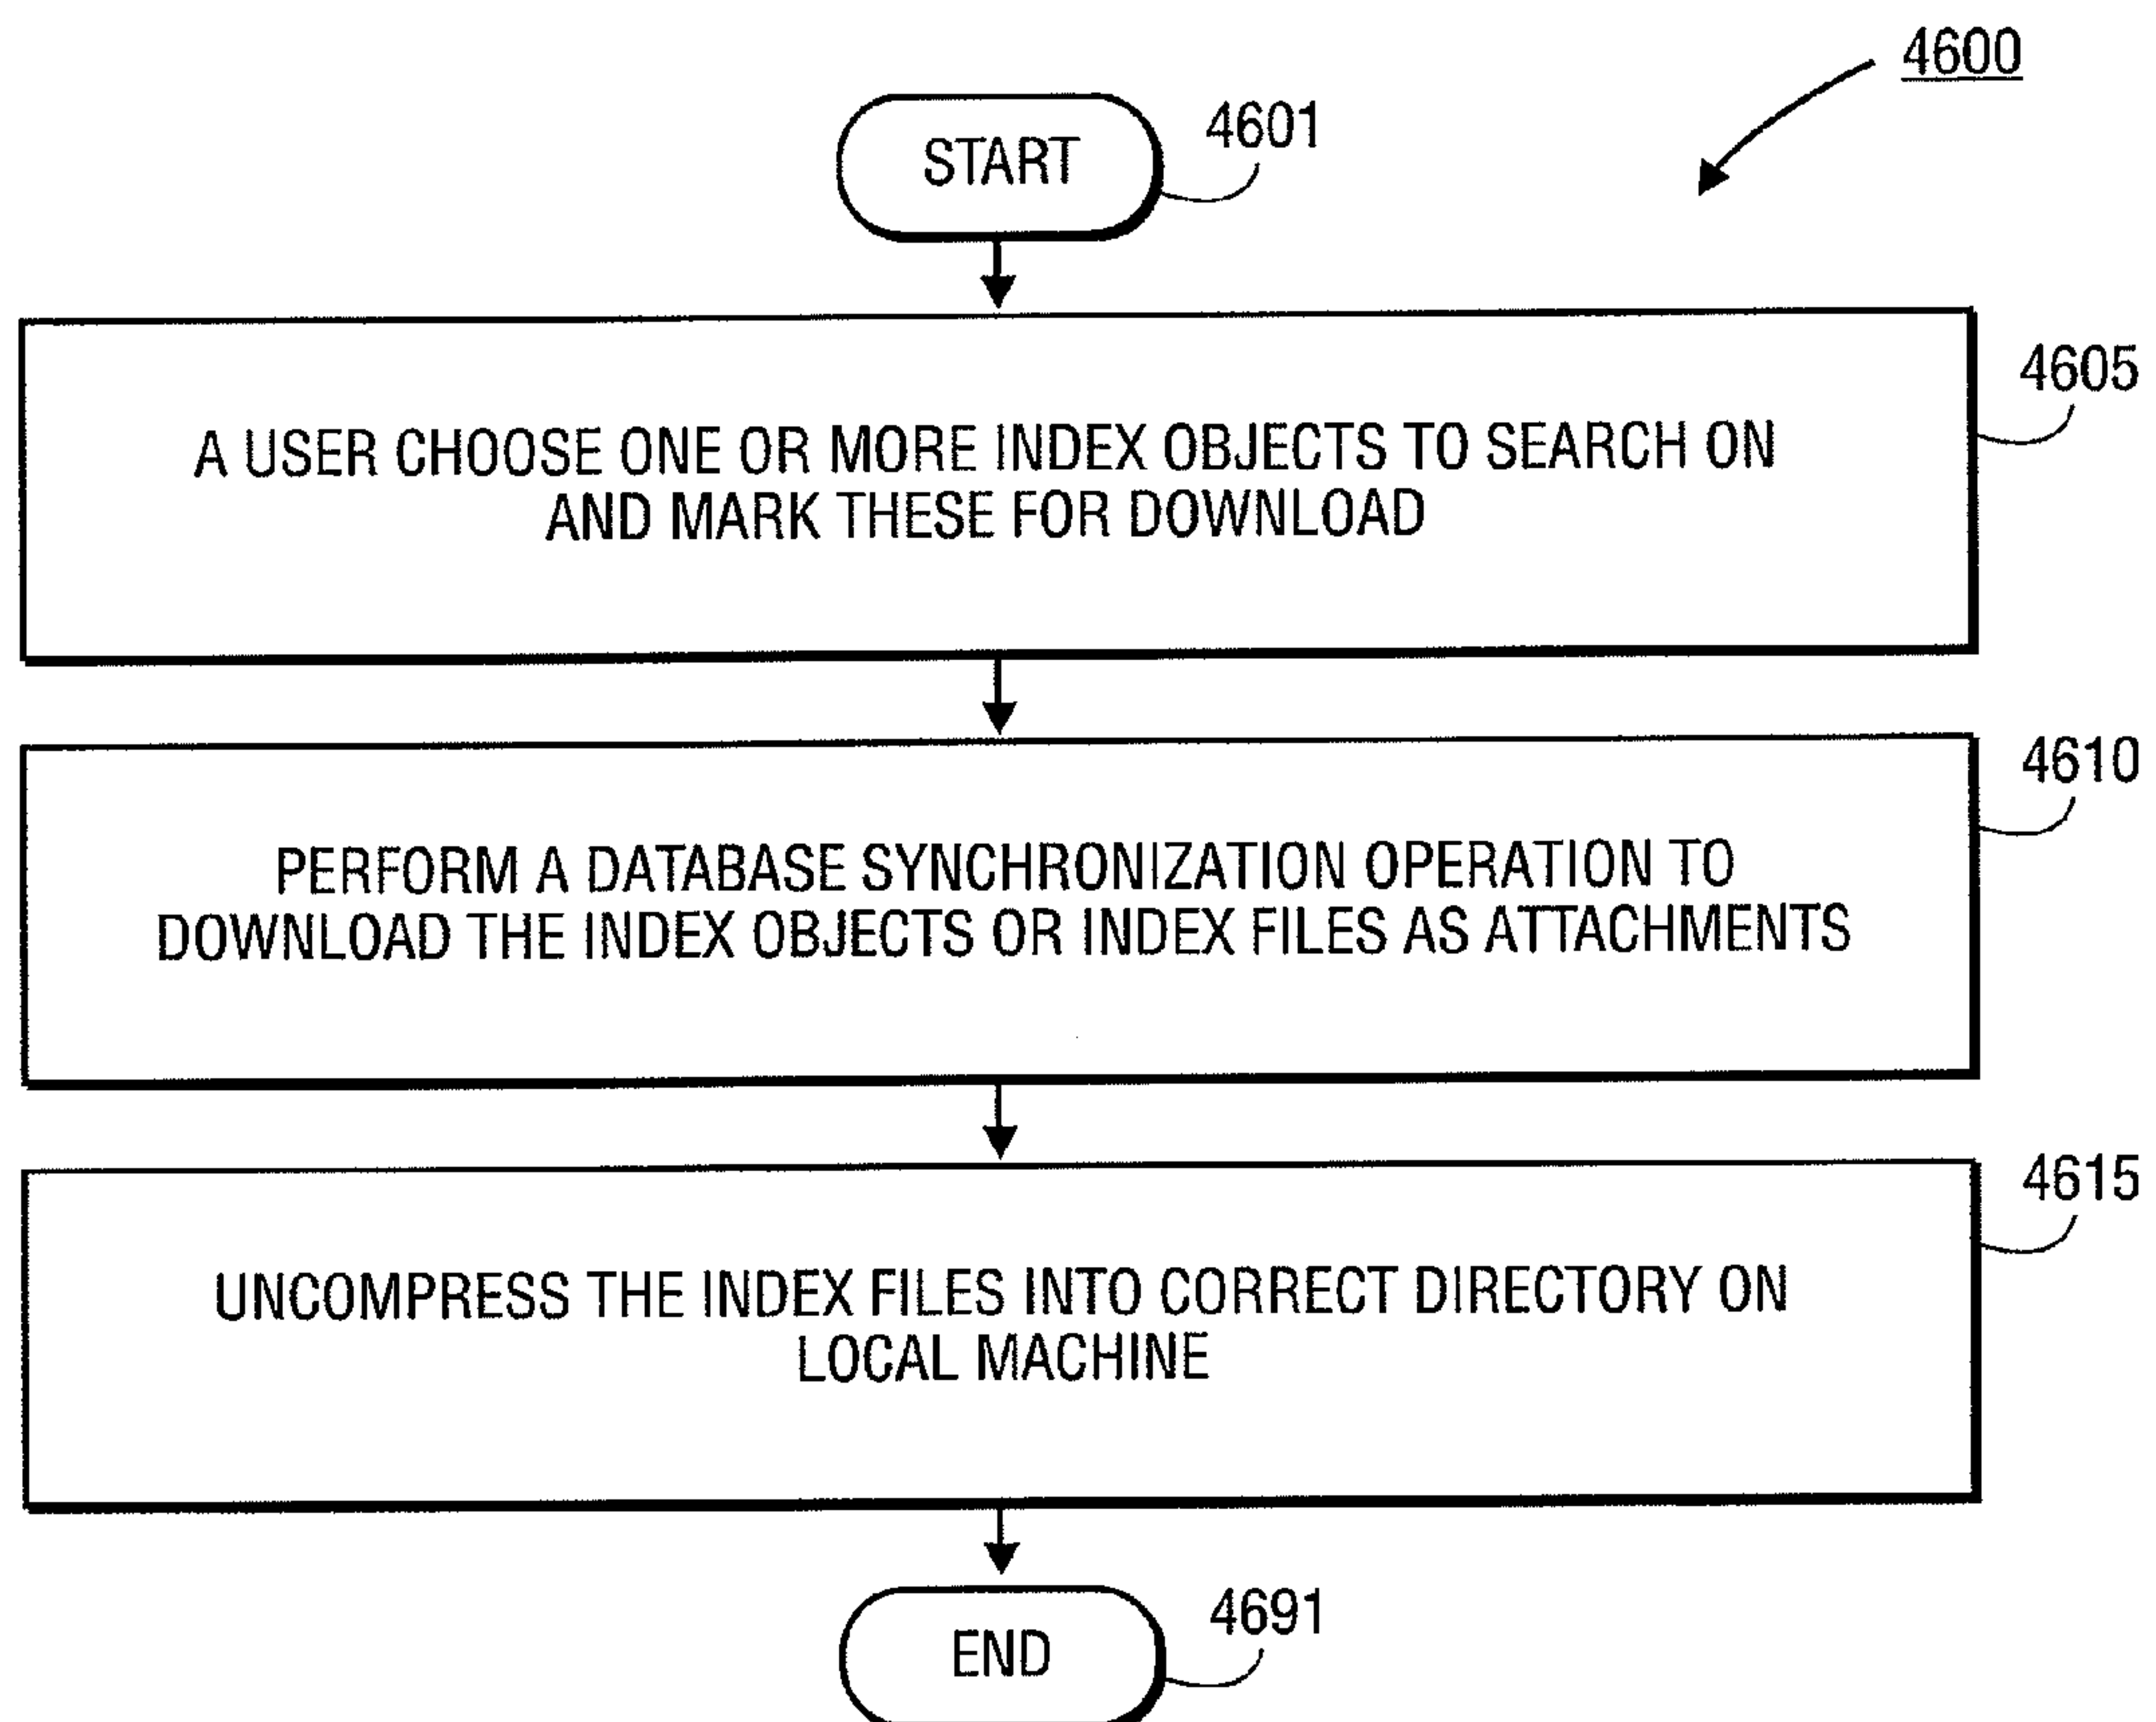 4600
START
4601
4605
A USER CHOOSE ONE OR MORE INDEX OBJECTS TO SEARCH ON
AND MARK THESE FOR DOWNLOAD
4610
PERFORM A DATABASE SYNCHRONIZATION OPERATION TO
DOWNLOAD THE INDEX OBJECTS OR INDEX FILES AS ATTACHMENTS
4615
UNCOMPRESS THE INDEX FILES INTO CORRECT DIRECTORY ON
LOCAL MACHINE
4691
END